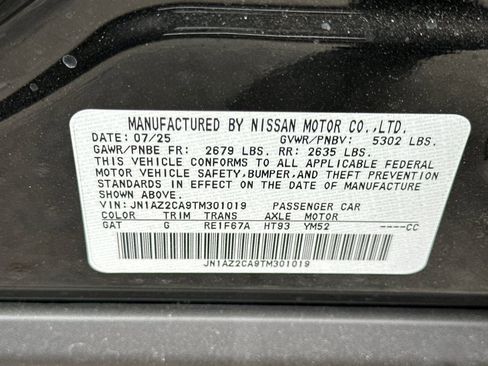 MANUFACTURED BY NISSAN MOTOR CO.,LTD.
DATE: 07/25 GVWR/PNBV: 5302 LBS.
GAWR/PNBE FR: 2679 LBS. RR: 2635 LBS.
THIS VEHICLE CONFORMS TO ALL APPLICABLE FEDERAL
MOTOR VEHICLE SAFETY,BUMPER,AND THEFT PREVENTION
STANDARDS IN EFFECT ON THE DATE OF MANUFACTURE
SHOWN ABOVE.
VIN: JN1AZ2CA9TM301019 PASSENGER CAR
COLOR TRIM TRANS AXLE MOTOR
GAT G RE1F67A HT93 YM52 ----CC
JN1AZ2CA9TM301019